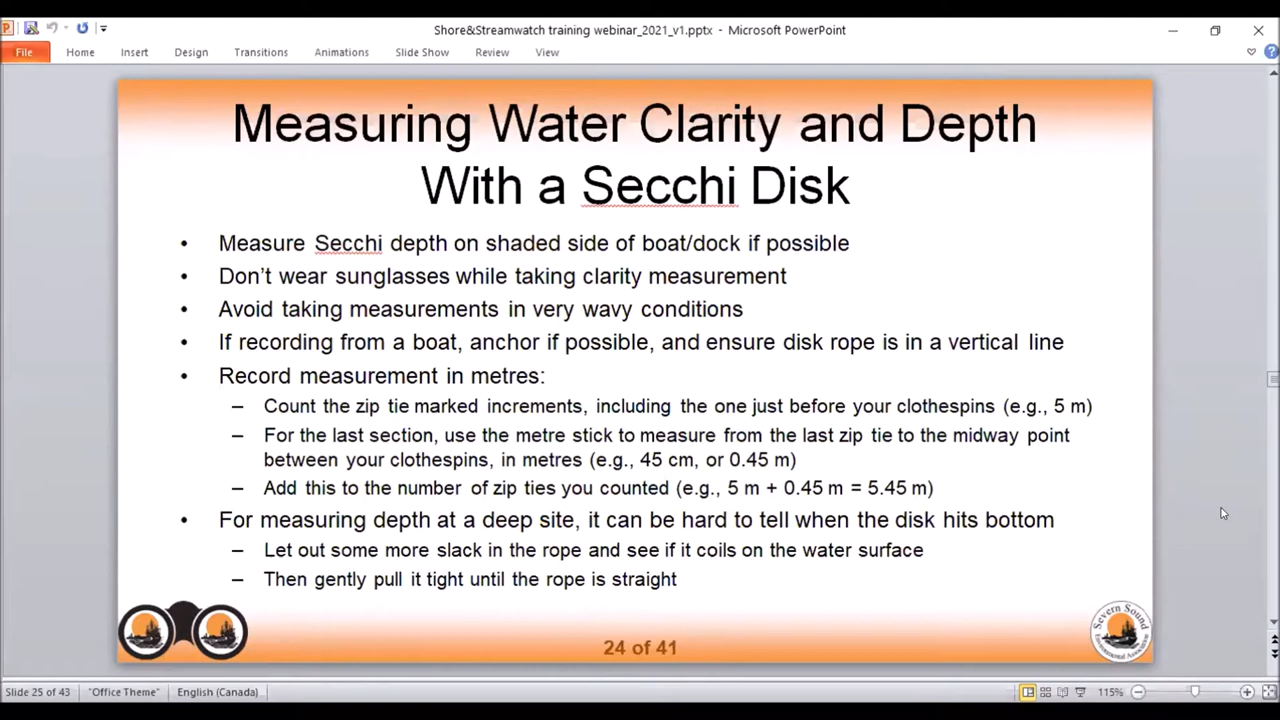 Shore&Streamwatch training webinar_2021_v1.pptx - Microsoft PowerPoint
File Home Insert Design Transitions Animations Slide Show Review View
Measuring Water Clarity and Depth
With a Secchi Disk
• Measure Secchi depth on shaded side of boat/dock if possible
• Don't wear sunglasses while taking clarity measurement
• Avoid taking measurements in very wavy conditions
• If recording from a boat, anchor if possible, and ensure disk rope is in a vertical line
• Record measurement in metres:
– Count the zip tie marked increments, including the one just before your clothespins (e.g., 5 m)
– For the last section, use the metre stick to measure from the last zip tie to the midway point
between your clothespins, in metres (e.g., 45 cm, or 0.45 m)
– Add this to the number of zip ties you counted (e.g., 5 m + 0.45 m = 5.45 m)
• For measuring depth at a deep site, it can be hard to tell when the disk hits bottom
– Let out some more slack in the rope and see if it coils on the water surface
– Then gently pull it tight until the rope is straight
24 of 41
Severn Sound
Environmental Association
Slide 25 of 43 "Office Theme" English (Canada) 115%